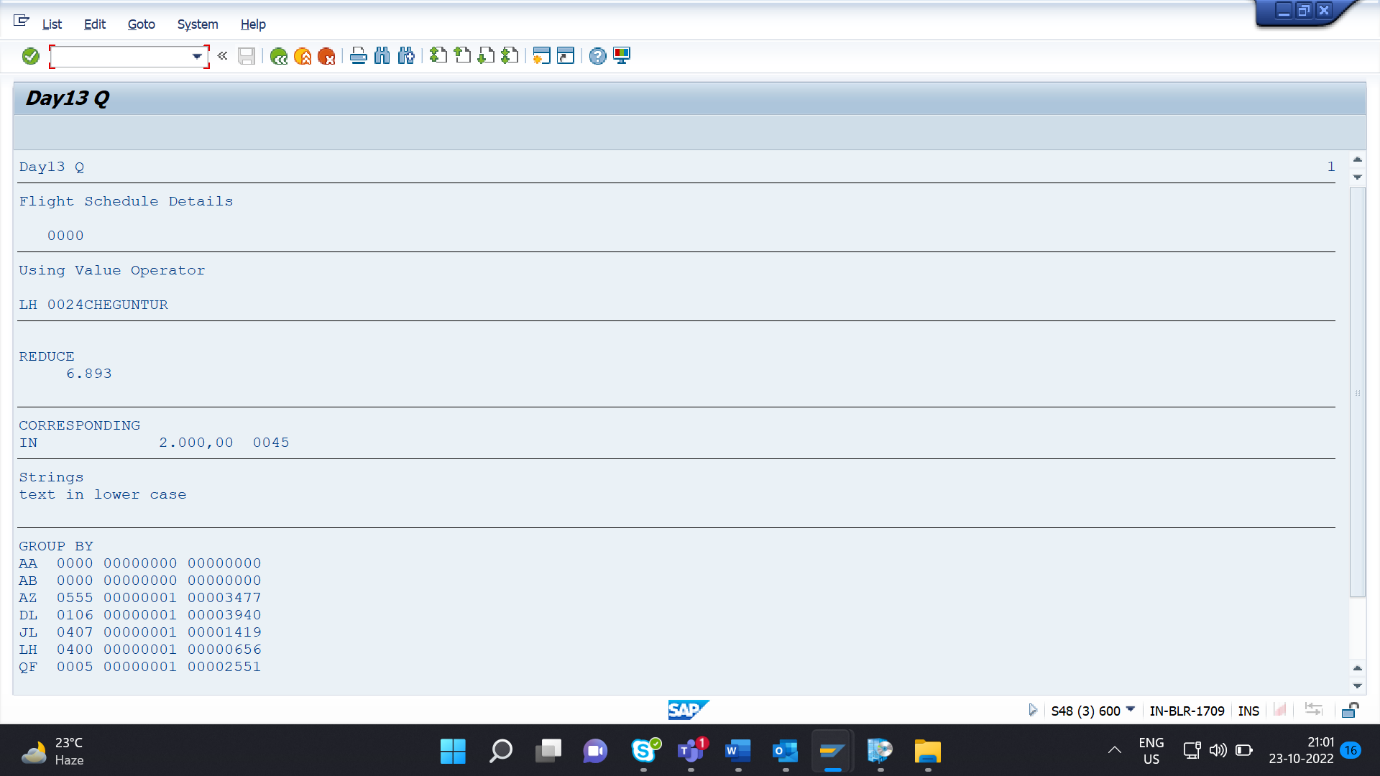 List Edit Goto System Help
Day13 Q
Day13 Q 1
Flight Schedule Details
0000
Using Value Operator
LH 0024CHEGUNTUR
REDUCE
6.893
CORRESPONDING
IN 2.000,00 0045
Strings
text in lower case
GROUP BY
AA 0000 00000000 00000000
AB 0000 00000000 00000000
AZ 0555 00000001 00003477
DL 0106 00000001 00003940
JL 0407 00000001 00001419
LH 0400 00000001 00000656
QF 0005 00000001 00002551
SAP S48 (3) 600 IN-BLR-1709 INS
23°C
Haze
1
ENG
US
21:01
23-10-2022
16